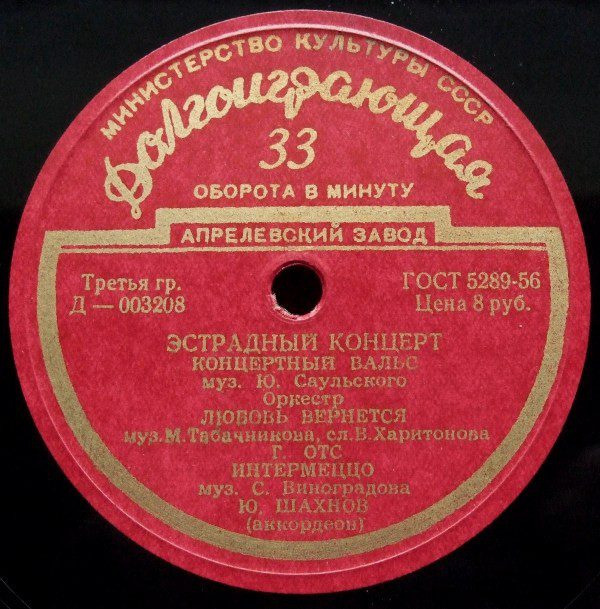 МИНИСТЕРСТВО КУЛЬТУРЫ СССР
Долгоиграющая
33
ОБОРОТА В МИНУТУ
АПРЕЛЕВСКИЙ ЗАВОД
Третья гр.
Д — 003208
ГОСТ 5289-56
Цена 8 руб.
ЭСТРАДНЫЙ КОНЦЕРТ
КОНЦЕРТНЫЙ ВАЛЬС
муз. Ю. Саульского
Оркестр
ЛЮБОВЬ ВЕРНЕТСЯ
муз.М.Табачникова, сл.В.Харитонова
Г. ОТС
ИНТЕРМЕЦЦО
муз. С. Виноградова
Ю. ШАХНОВ
(аккордеон)